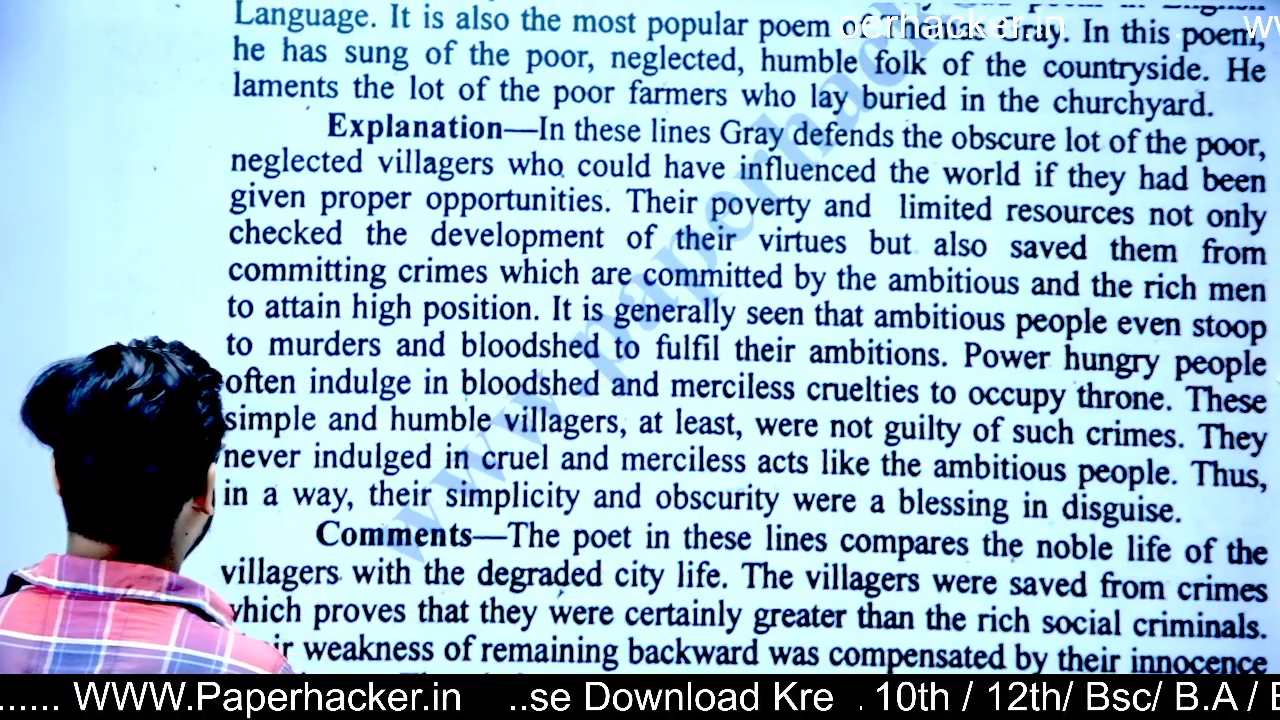 Language. It is also the most popular poem of Thomas Gray. In this poem,
he has sung of the poor, neglected, humble folk of the countryside. He
laments the lot of the poor farmers who lay buried in the churchyard.
Explanation—In these lines Gray defends the obscure lot of the poor,
neglected villagers who could have influenced the world if they had been
given proper opportunities. Their poverty and limited resources not only
checked the development of their virtues but also saved them from
committing crimes which are committed by the ambitious and the rich men
to attain high position. It is generally seen that ambitious people even stoop
to murders and bloodshed to fulfil their ambitions. Power hungry people
often indulge in bloodshed and merciless cruelties to occupy throne. These
simple and humble villagers, at least, were not guilty of such crimes. They
never indulged in cruel and merciless acts like the ambitious people. Thus,
in a way, their simplicity and obscurity were a blessing in disguise.
Comments—The poet in these lines compares the noble life of the
villagers with the degraded city life. The villagers were saved from crimes
which proves that they were certainly greater than the rich social criminals.
weakness of remaining backward was compensated by their innocence
...... WWW.Paperhacker.in ..se Download Kre . 10th / 12th/ Bsc/ B.A /